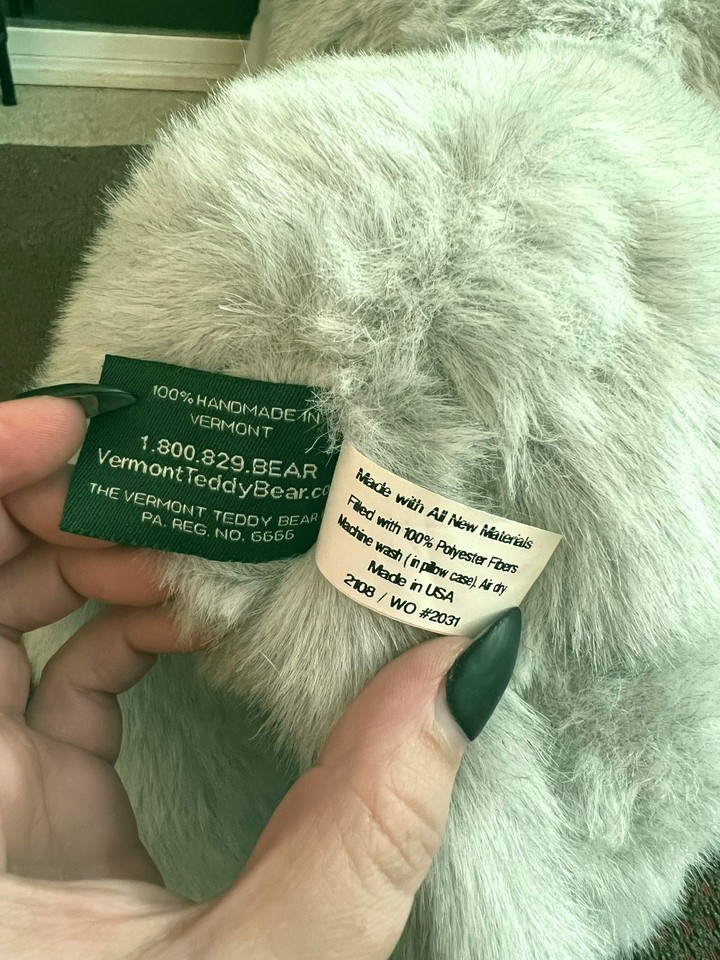 100% HANDMADE IN
VERMONT
1.800.829.BEAR
VermontTeddyBear.co
THE VERMONT TEDDY BEAR
PA. REG. NO. 6666
Made with All New Materials
Filled with 100% Polyester Fibers
Machine wash (in pillow case). Air dry
Made in USA
2108 / WO #2031